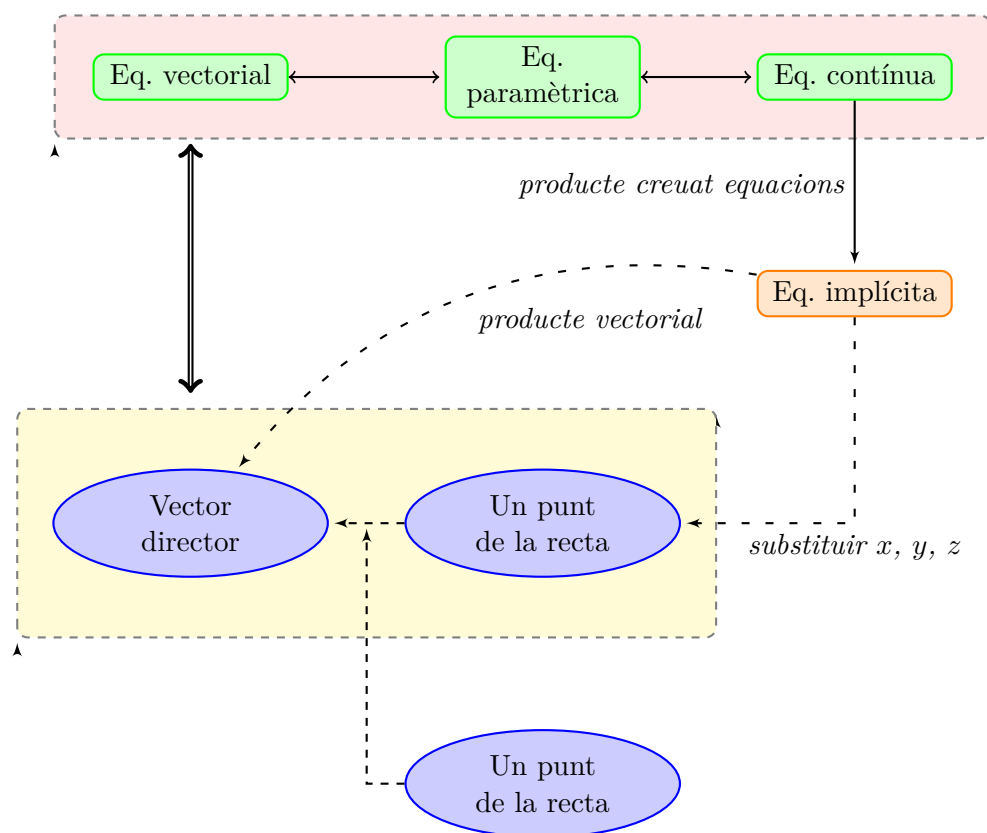 Eq. vectorial
Eq.
paramètrica
Eq. contínua
producte creuat equacions
Eq. implícita
producte vectorial
Vector
director
Un punt
de la recta
substituir x, y, z
Un punt
de la recta